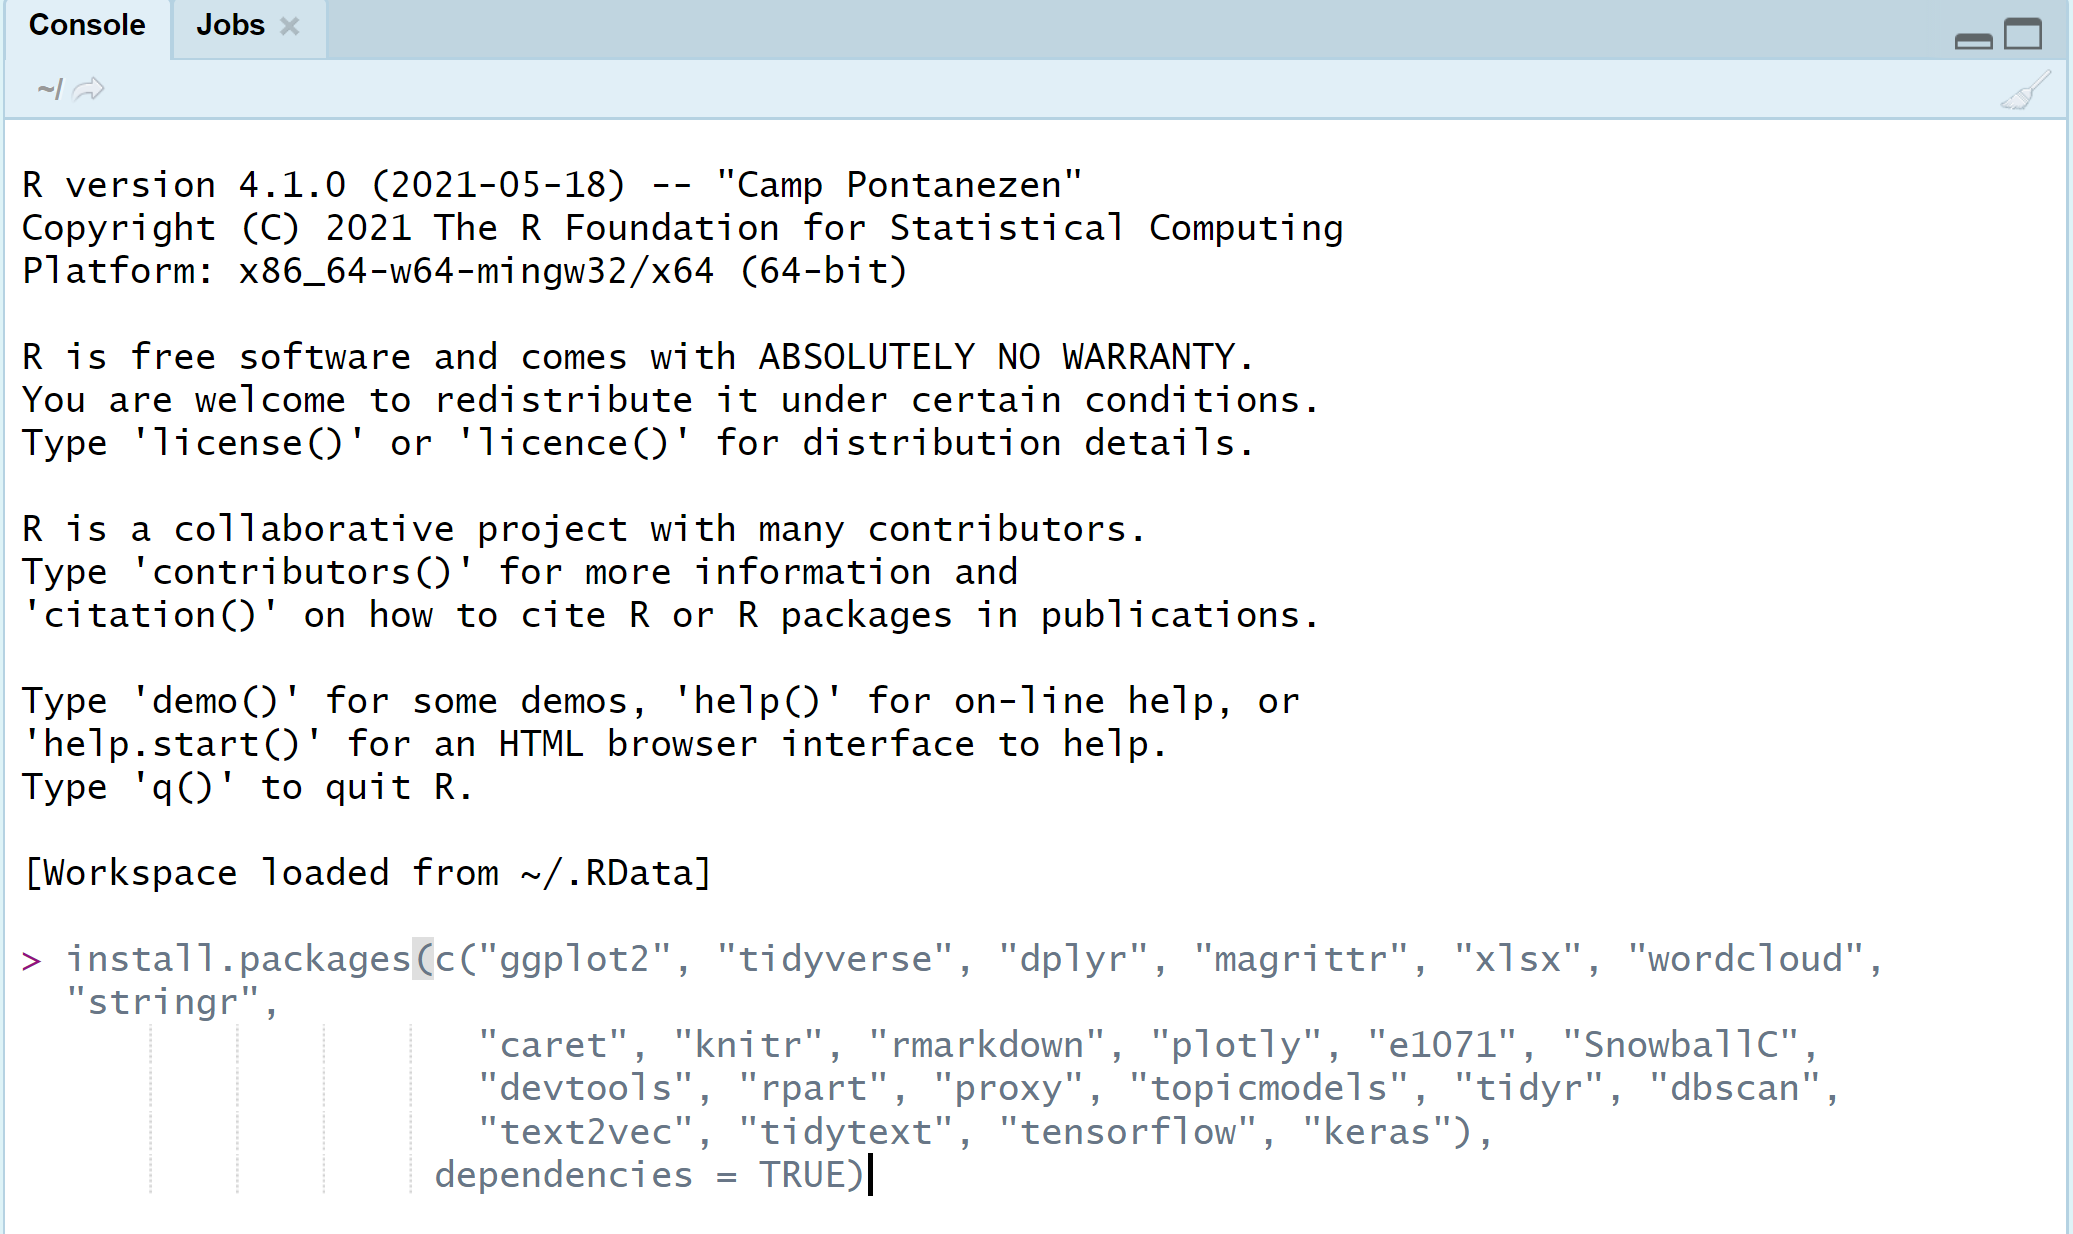 Console Jobs
~/
R version 4.1.0 (2021-05-18) -- "Camp Pontanezen"
Copyright (C) 2021 The R Foundation for Statistical Computing
Platform: x86_64-w64-mingw32/x64 (64-bit)
R is free software and comes with ABSOLUTELY NO WARRANTY.
You are welcome to redistribute it under certain conditions.
Type 'license()' or 'licence()' for distribution details.
R is a collaborative project with many contributors.
Type 'contributors()' for more information and
'citation()' on how to cite R or R packages in publications.
Type 'demo()' for some demos, 'help()' for on-line help, or
'help.start()' for an HTML browser interface to help.
Type 'q()' to quit R.
[Workspace loaded from ~/.RData]
> install.packages(c("ggplot2", "tidyverse", "dplyr", "magrittr", "xlsx", "wordcloud",
"stringr",
"caret", "knitr", "rmarkdown", "plotly", "e1071", "SnowballC",
"devtools", "rpart", "proxy", "topicmodels", "tidyr", "dbscan",
"text2vec", "tidytext", "tensorflow", "keras"),
dependencies = TRUE)